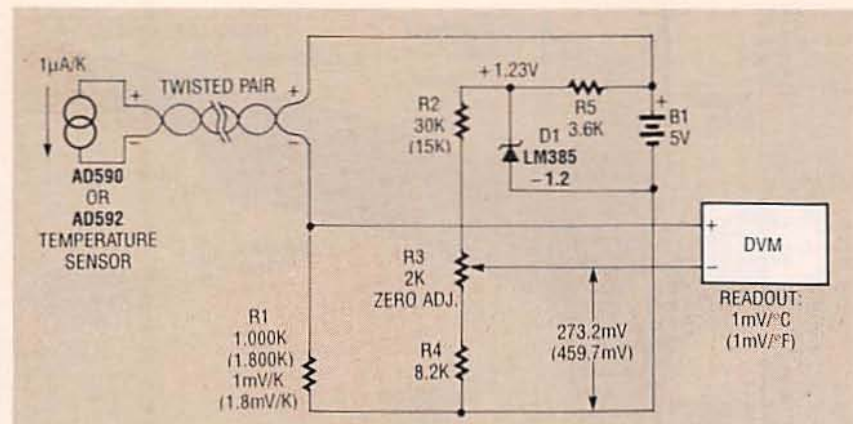 1μA/K
TWISTED PAIR
+
−
+
−
AD590
OR
AD592
TEMPERATURE
SENSOR
R1
1.000K
(1.800K)
1mV/K
(1.8mV/K)
R2
30K
(15K)
+1.23V
D1
LM385
−1.2
R5
3.6K
+
B1
5V
R3
2K
ZERO ADJ.
R4
8.2K
273.2mV
(459.7mV)
+
−
DVM
READOUT:
1mV/°C
(1mV/°F)